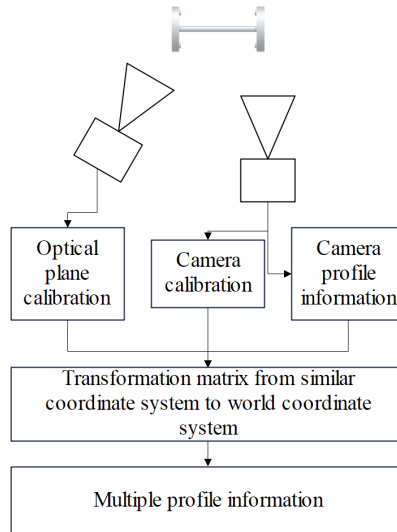 Optical
plane
calibration
Camera
calibration
Camera
profile
information
Transformation matrix from similar
coordinate system to world coordinate
system
Multiple profile information